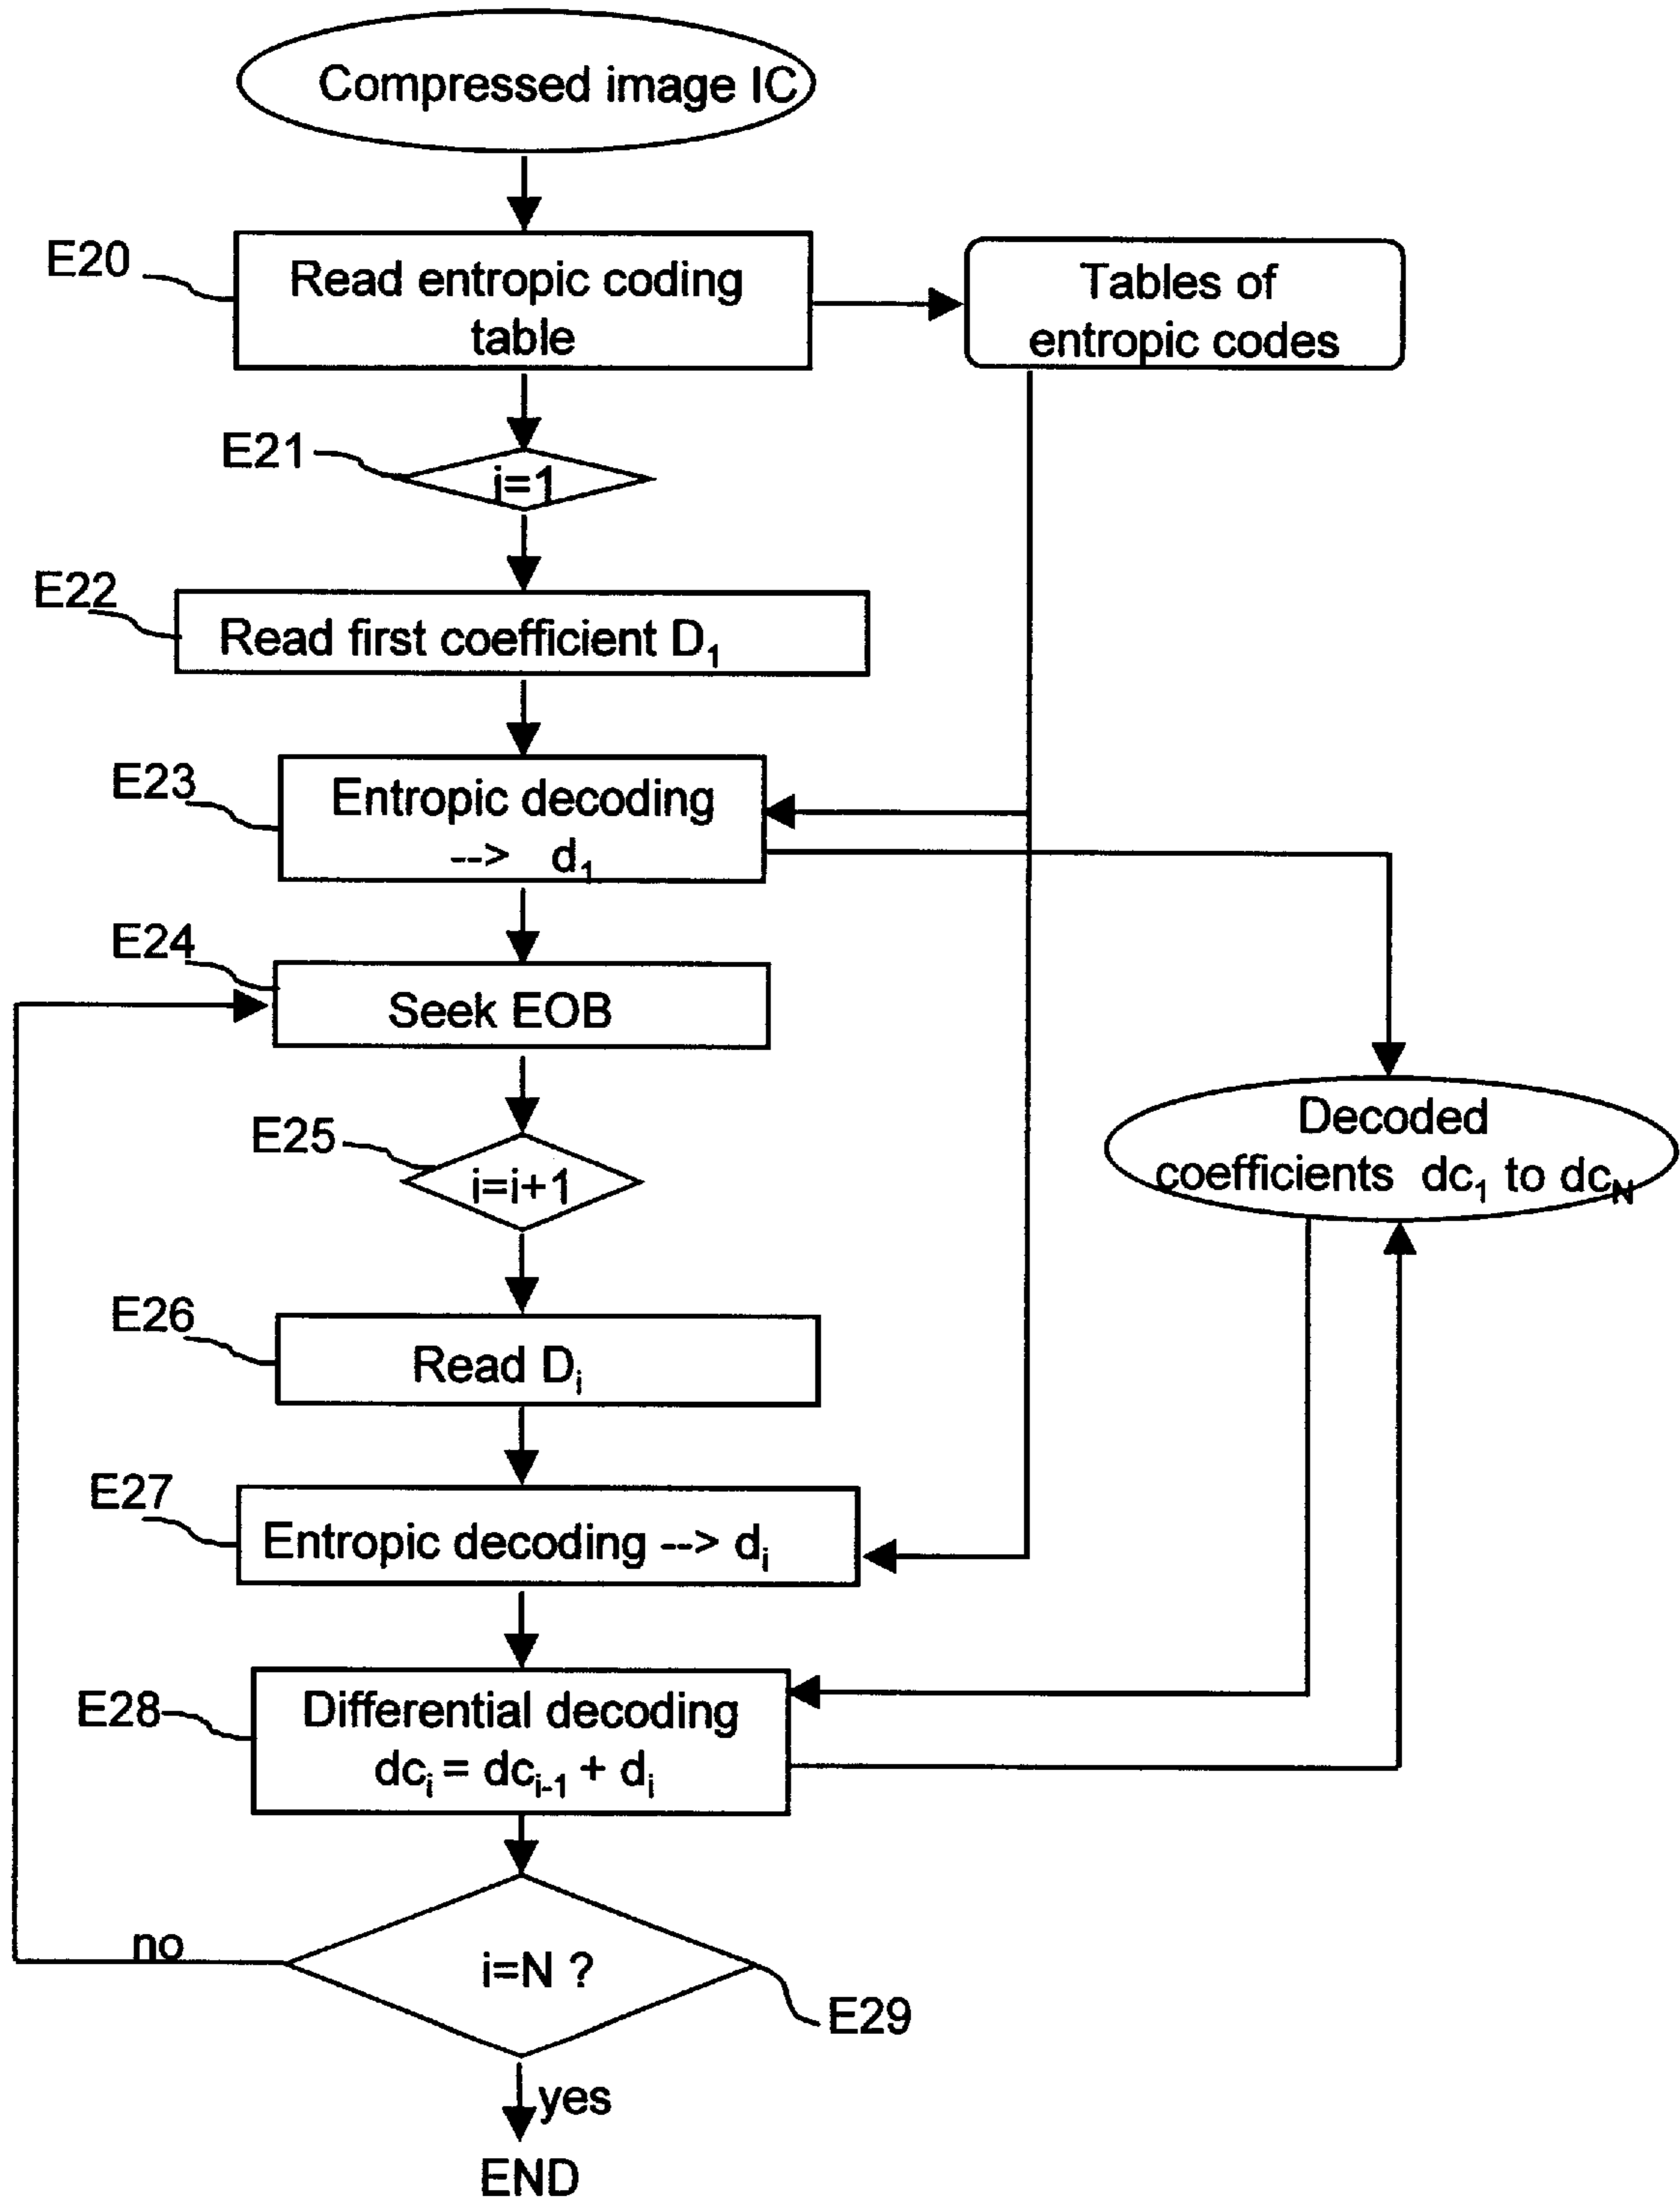 Compressed image IC
E20
Read entropic coding
table
Tables of
entropic codes
E21
i=1
E22
Read first coefficient D₁
E23
Entropic decoding
--> d₁
E24
Seek EOB
E25
i=i+1
Decoded
coefficients dc₁ to dc_N
E26
Read Dᵢ
E27
Entropic decoding --> dᵢ
E28
Differential decoding
dcᵢ = dcᵢ₋₁ + dᵢ
no
i=N ?
E29
yes
END